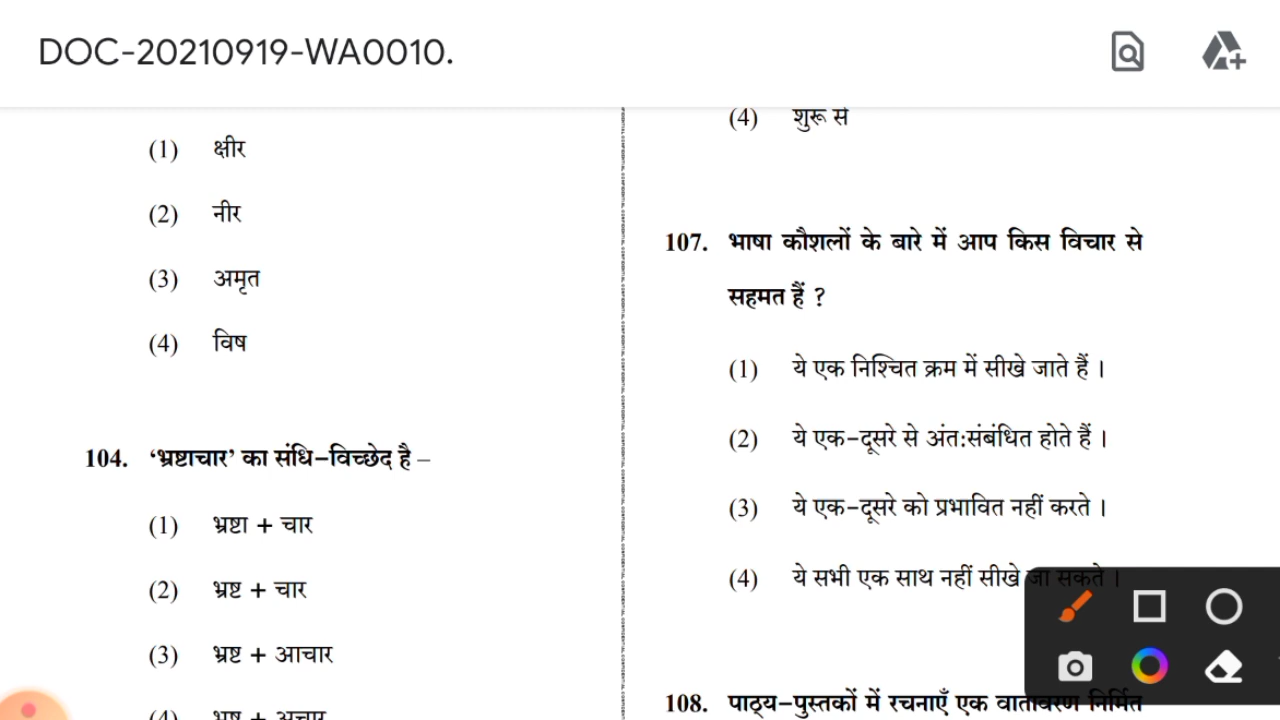 DOC-20210919-WA0010.
(1) क्षीर
(2) नीर
(3) अमृत
(4) विष
104. ‘भ्रष्टाचार’ का संधि-विच्छेद है –
(1) भ्रष्टा + चार
(2) भ्रष्ट + चार
(3) भ्रष्ट + आचार
(4)
(4) शुरू से
107. भाषा कौशलों के बारे में आप किस विचार से
सहमत हैं ?
(1) ये एक निश्चित क्रम में सीखे जाते हैं ।
(2) ये एक-दूसरे से अंत:संबंधित होते हैं ।
(3) ये एक-दूसरे को प्रभावित नहीं करते ।
(4) ये सभी एक साथ नहीं सीखे जा सकते ।
108. पाठ्य-पुस्तकों में रचनाएँ एक वातावरण निर्मित